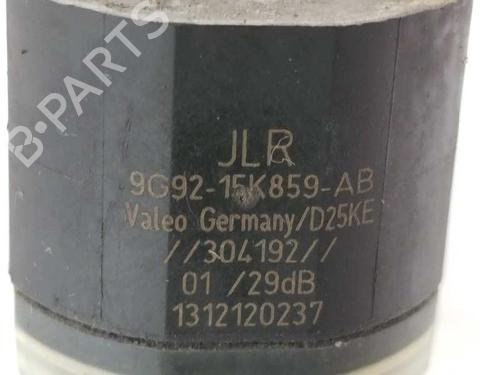 B-PARTS
JLR
9G92-15K859-AB
Valeo Germany/D25KE
//304192//
01 /29dB
1312120237